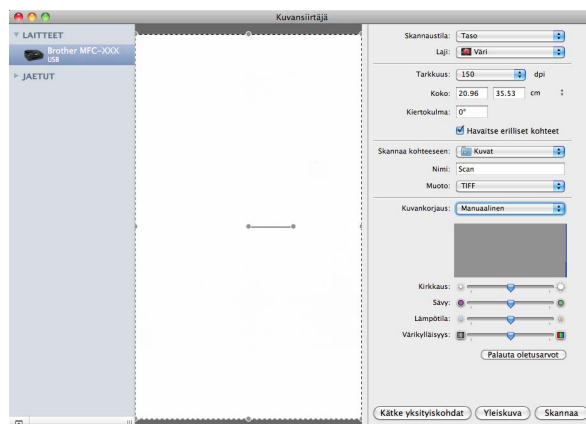 Kuvansiirtäjä
LAITTEET
Brother MFC-XXX
USB
JAETUT
Skannaustila: Taso
Laji: Väri
Tarkkuus: 150 dpi
Koko: 20.96 35.53 cm
Kiertokulma: 0°
Havaitse erilliset kohteet
Skannaa kohteeseen: Kuvat
Nimi: Scan
Muoto: TIFF
Kuvankorjaus: Manuaalinen
Kirkkaus:
Sävy:
Lämpötila:
Värikylläisyys:
Palauta oletusarvot
Kätke yksityiskohdat Yleiskuva Skannaa